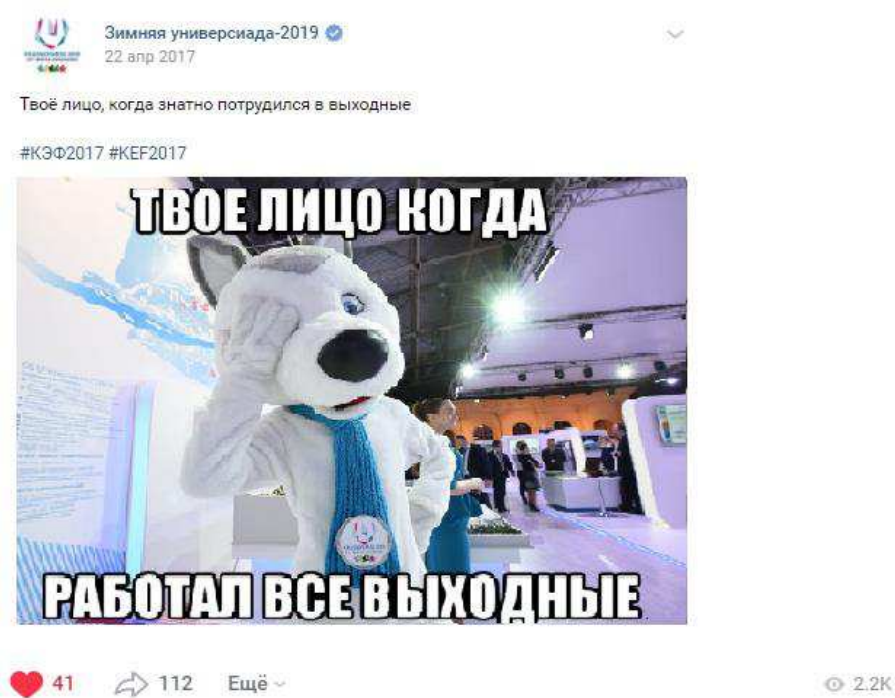 Зимняя универсиада-2019
22 апр 2017
Твоё лицо, когда знатно потрудился в выходные
#КЭФ2017 #KEF2017
ТВОЕ ЛИЦО КОГДА
РАБОТАЛ ВСЕ ВЫХОДНЫЕ
41 112 Ещё 2.2K